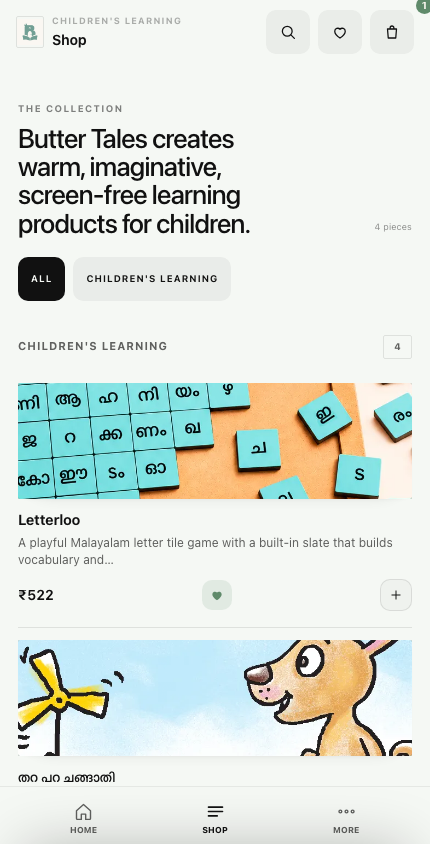 CHILDREN'S LEARNING
Shop
1
THE COLLECTION
Butter Tales creates
warm, imaginative,
screen-free learning
products for children.
4 pieces
ALL
CHILDREN'S LEARNING
CHILDREN'S LEARNING
4
ണി ആ ഹ നി യം
ജ റ ക്ക ണം ഖ
കോ ഈ ടം ഓ
ച
ഇ
രം
S
Letterloo
A playful Malayalam letter tile game with a built-in slate that builds
vocabulary and...
₹522
തറ പറ ചങ്ങാതി
HOME
SHOP
MORE